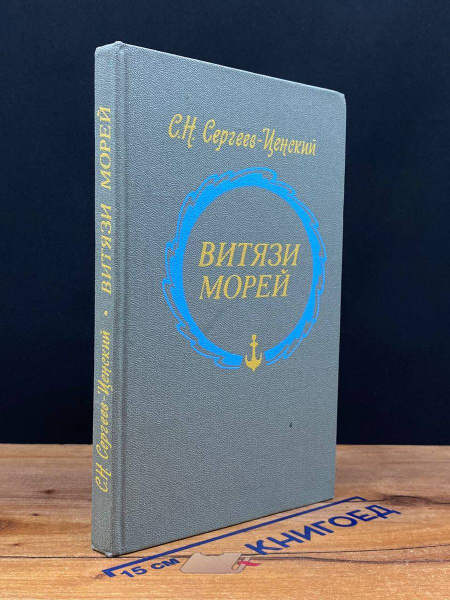 С.Н. Сергеев-Ценский
ВИТЯЗИ
МОРЕЙ
С.Н. Сергеев-Ценский • ВИТЯЗИ МОРЕЙ
15 СМ
КНИГОЕД